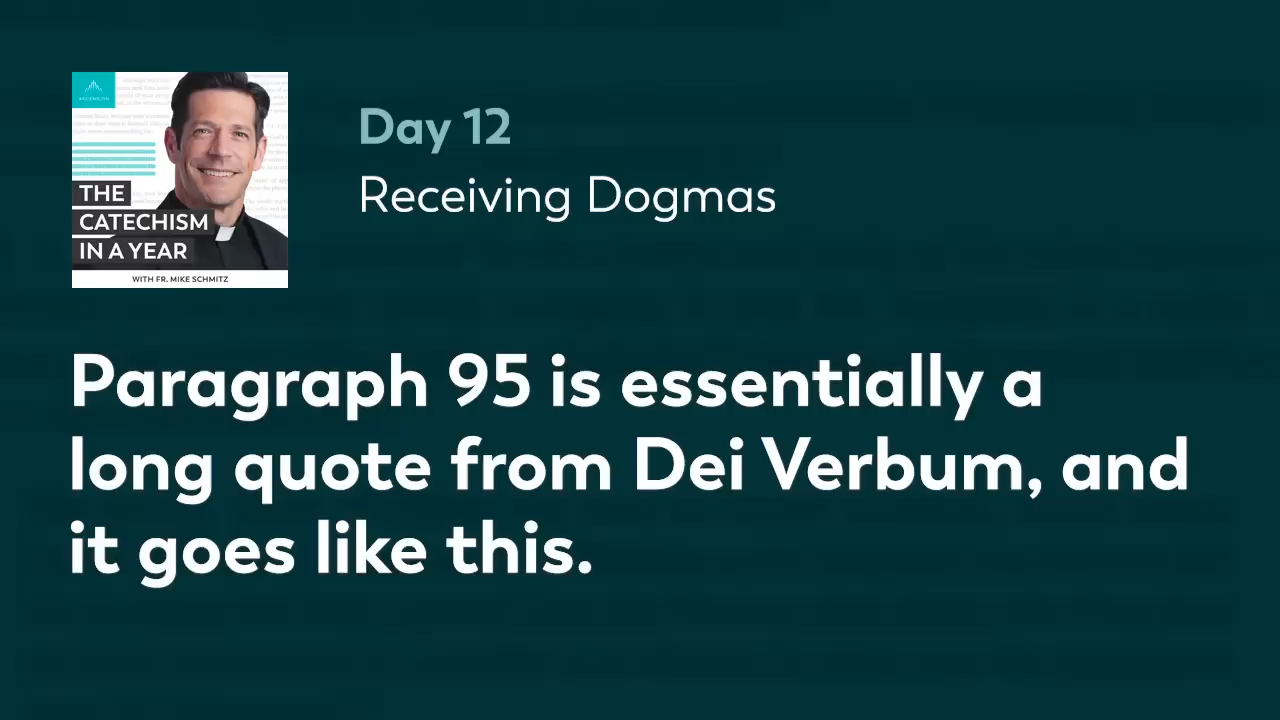 Day 12
Receiving Dogmas
ASCENSION
THE
CATECHISM
IN A YEAR
WITH FR. MIKE SCHMITZ
Paragraph 95 is essentially a
long quote from Dei Verbum, and
it goes like this.